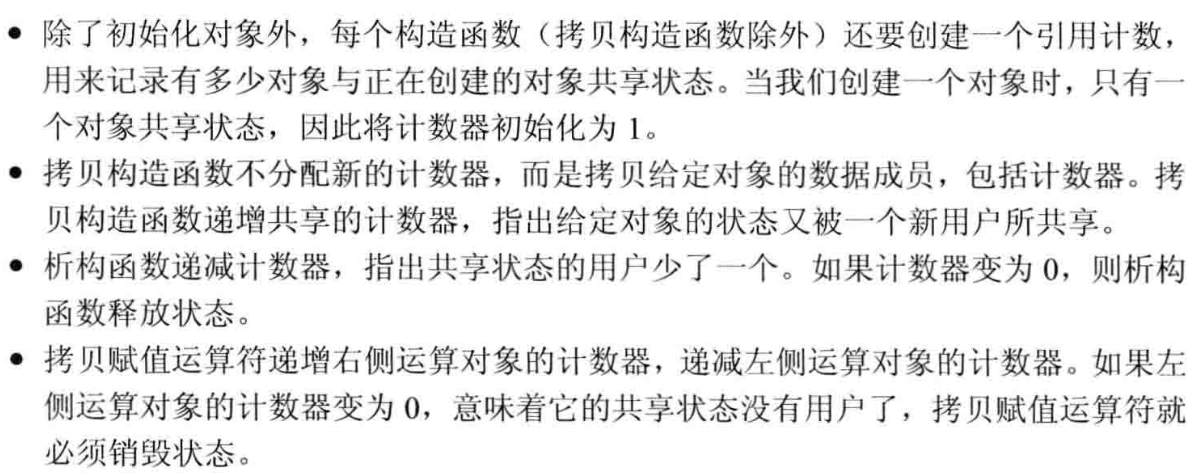 ● 除了初始化对象外，每个构造函数（拷贝构造函数除外）还要创建一个引用计数，
用来记录有多少对象与正在创建的对象共享状态。当我们创建一个对象时，只有一
个对象共享状态，因此将计数器初始化为 1。
● 拷贝构造函数不分配新的计数器，而是拷贝给定对象的数据成员，包括计数器。拷
贝构造函数递增共享的计数器，指出给定对象的状态又被一个新用户所共享。
● 析构函数递减计数器，指出共享状态的用户少了一个。如果计数器变为 0，则析构
函数释放状态。
● 拷贝赋值运算符递增右侧运算对象的计数器，递减左侧运算对象的计数器。如果左
侧运算对象的计数器变为 0，意味着它的共享状态没有用户了，拷贝赋值运算符就
必须销毁状态。